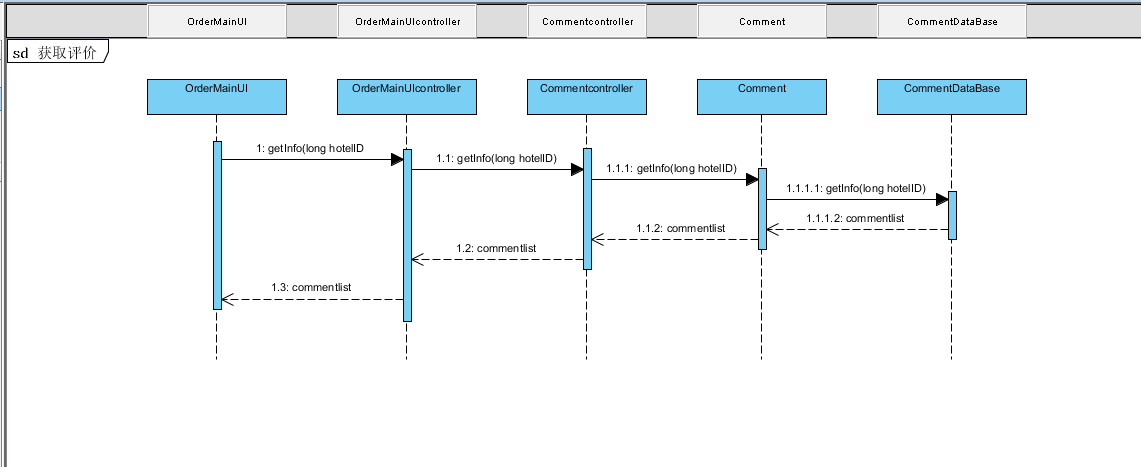 OrderMainUI
OrderMainUIcontroller
Commentcontroller
Comment
CommentDataBase
sd 获取评价
OrderMainUI
OrderMainUIcontroller
Commentcontroller
Comment
CommentDataBase
1: getInfo(long hotelID
1.1: getInfo(long hotelID)
1.1.1: getInfo(long hotelID)
1.1.1.1: getInfo(long hotelID)
1.1.1.2: commentlist
1.1.2: commentlist
1.2: commentlist
1.3: commentlist